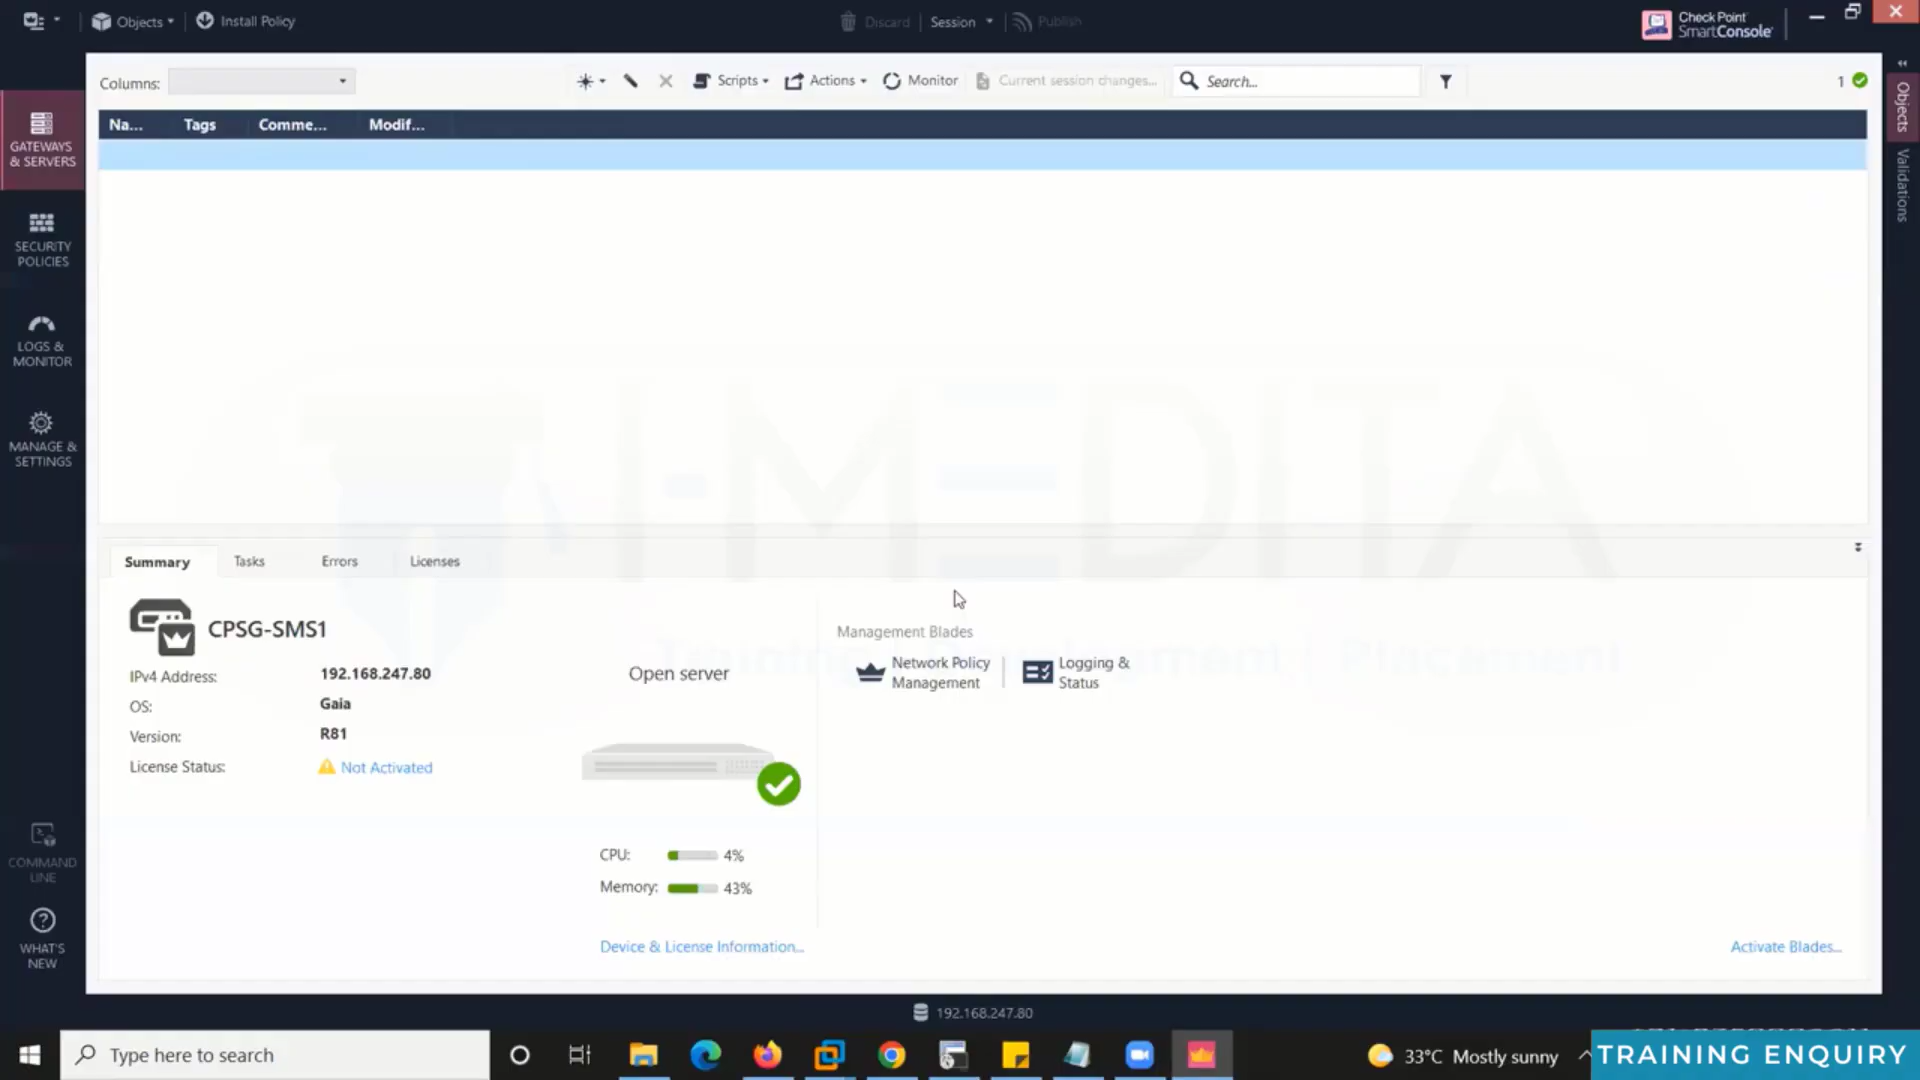 Objects
Install Policy
Discard
Session
Publish
Check Point
SmartConsole
Columns:
Scripts
Actions
Monitor
Current session changes...
Search...
1
Na...
Tags
Comme...
Modif...
GATEWAYS
& SERVERS
SECURITY
POLICIES
LOGS &
MONITOR
MANAGE &
SETTINGS
COMMAND
LINE
WHAT'S
NEW
Objects
Validations
I-MEDITA
Training | Development | Placement
Summary
Tasks
Errors
Licenses
CPSG-SMS1
IPv4 Address:
192.168.247.80
OS:
Gaia
Version:
R81
License Status:
Not Activated
Open server
CPU:
4%
Memory:
43%
Device & License Information...
Management Blades
Network Policy
Management
Logging &
Status
Activate Blades...
192.168.247.80
Type here to search
33°C Mostly sunny
TRAINING ENQUIRY